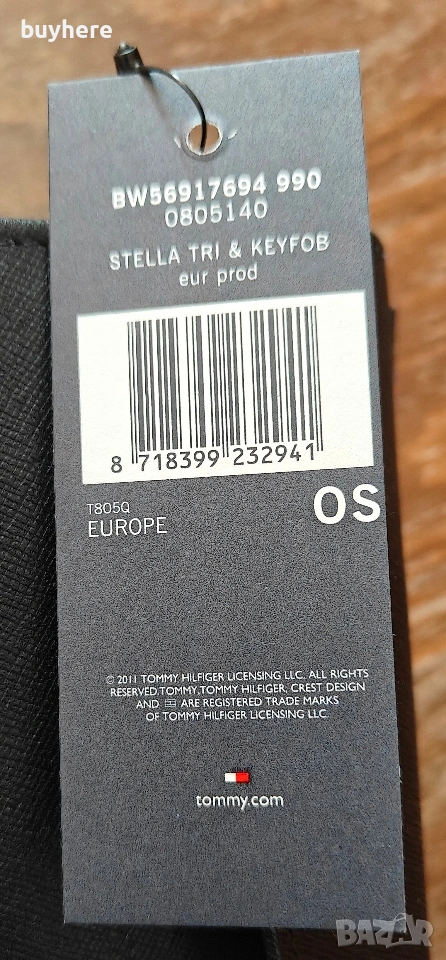 buyhere
BW56917694 990
0805140
STELLA TRI & KEYFOB
eur prod
8 718399 232941
T805Q
EUROPE
OS
© 2011 TOMMY HILFIGER LICENSING LLC. ALL RIGHTS
RESERVED.TOMMY,TOMMY HILFIGER, CREST DESIGN
AND ARE REGISTERED TRADE MARKS
OF TOMMY HILFIGER LICENSING LLC.
tommy.com
BAZAR